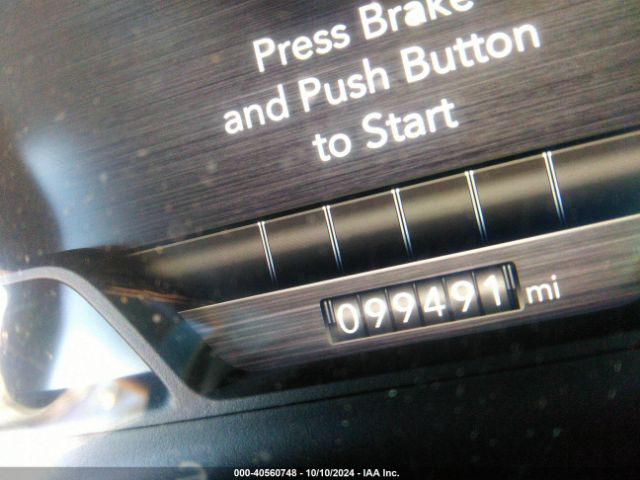 Press Brake
and Push Button
to Start
099491 mi
000-40560748 - 10/10/2024 - IAA Inc.